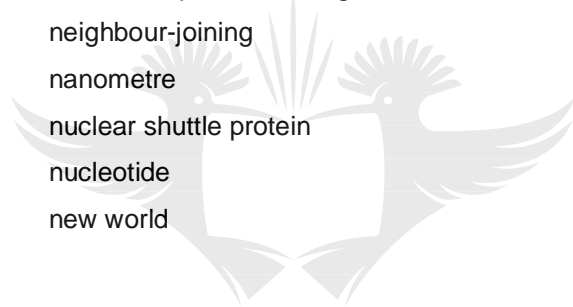 neighbour-joining
nanometre
nuclear shuttle protein
nucleotide
new world